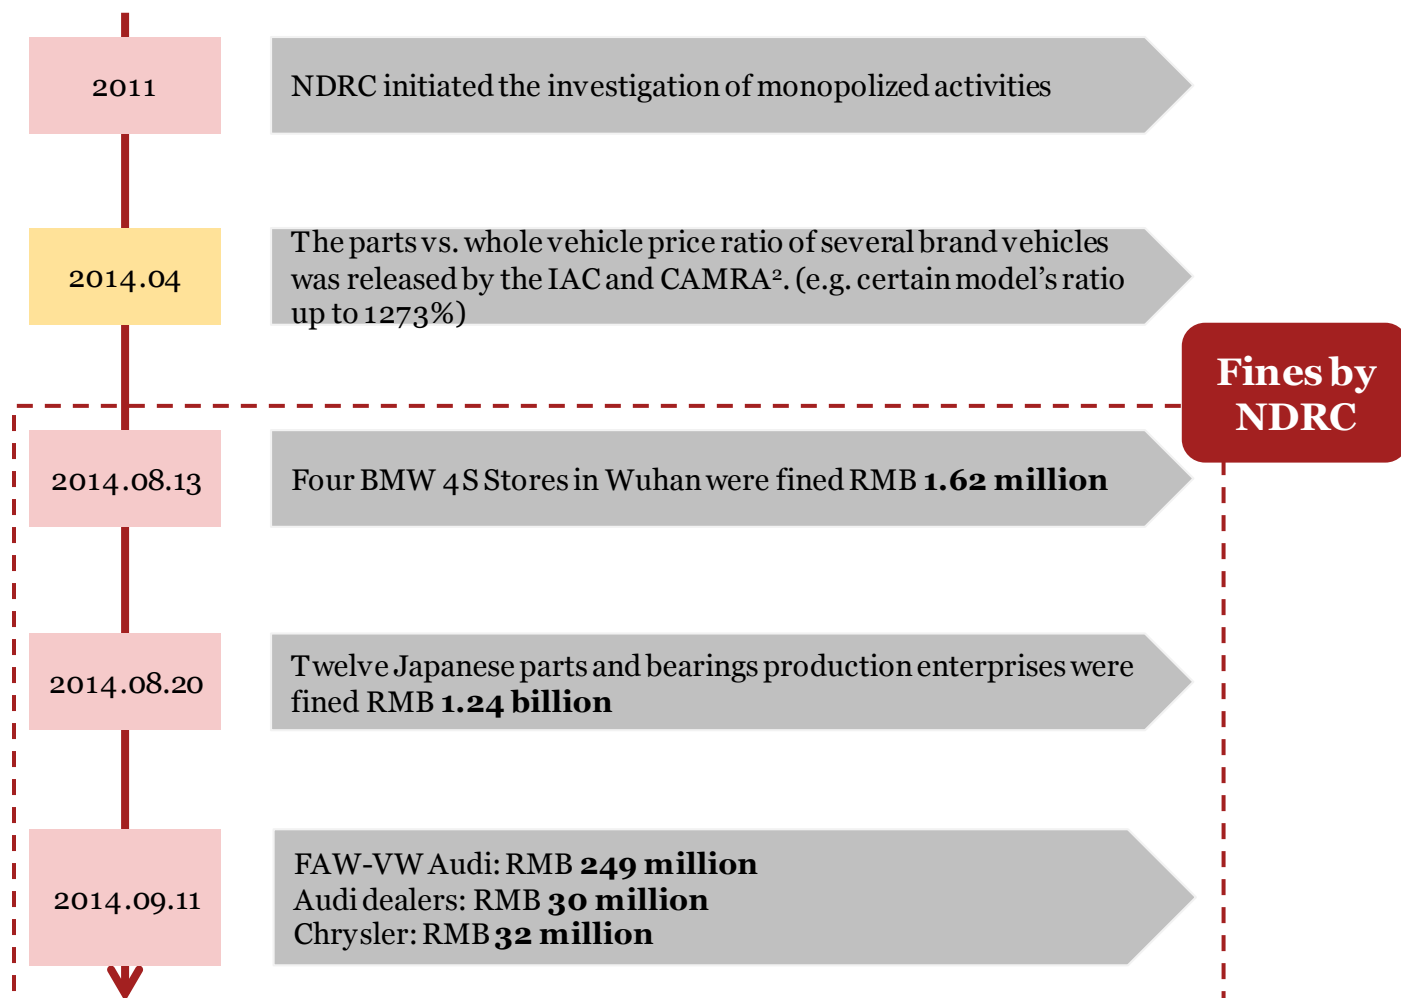 2011
NDRC initiated the investigation of monopolized activities
2014.04
The parts vs. whole vehicle price ratio of several brand vehicles
was released by the IAC and CAMRA². (e.g. certain model’s ratio
up to 1273%)
Fines by
NDRC
2014.08.13
Four BMW 4S Stores in Wuhan were fined RMB 1.62 million
2014.08.20
Twelve Japanese parts and bearings production enterprises were
fined RMB 1.24 billion
2014.09.11
FAW-VW Audi: RMB 249 million
Audi dealers: RMB 30 million
Chrysler: RMB 32 million